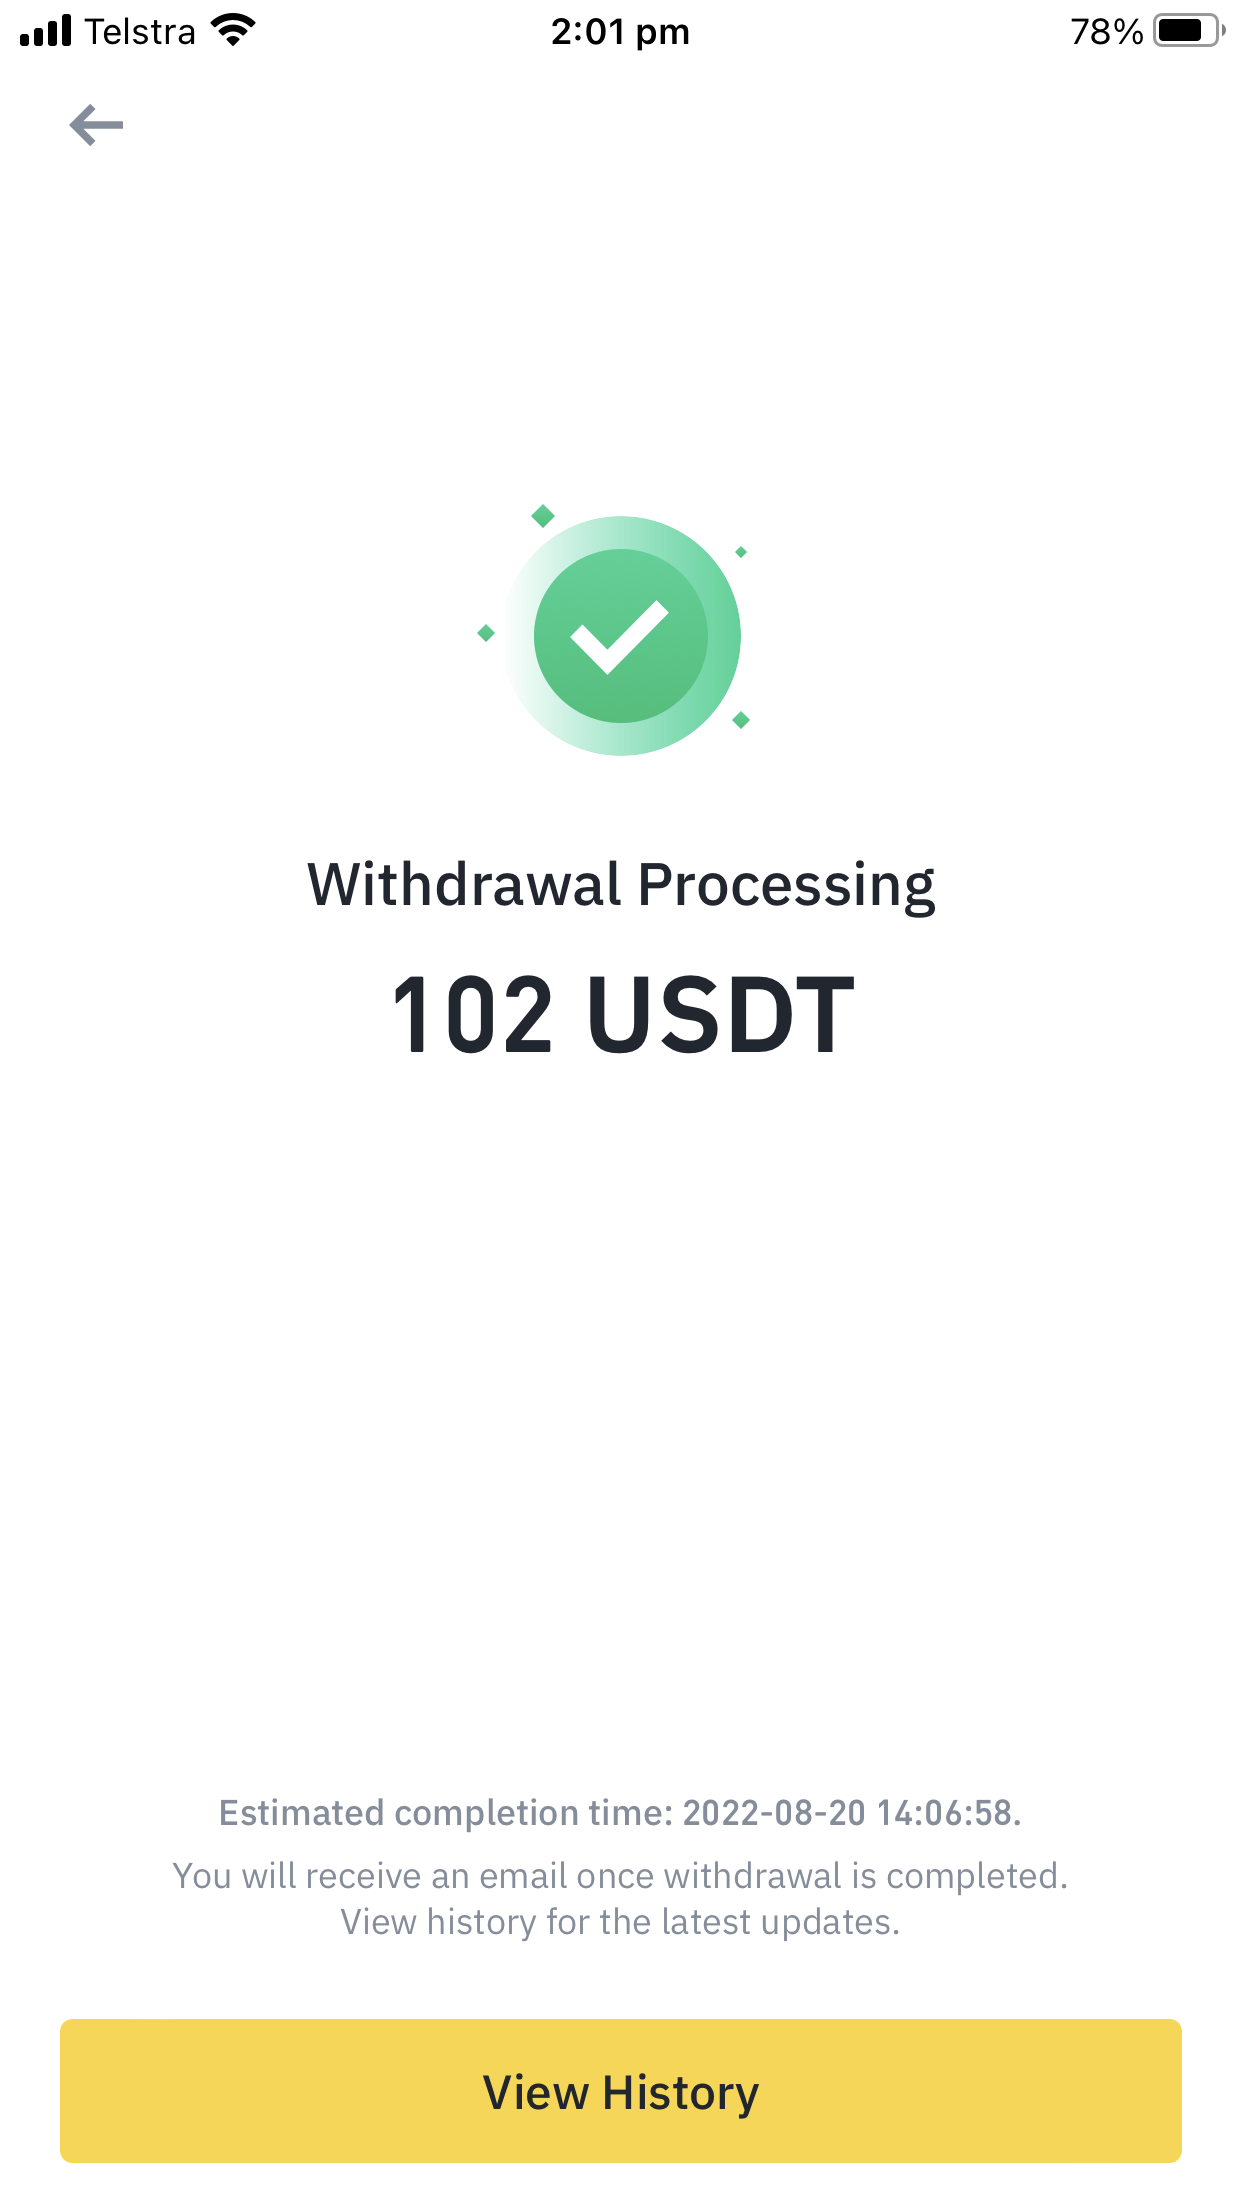 Telstra 2:01 pm 78%
Withdrawal Processing
102 USDT
Estimated completion time: 2022-08-20 14:06:58.
You will receive an email once withdrawal is completed.
View history for the latest updates.
View History